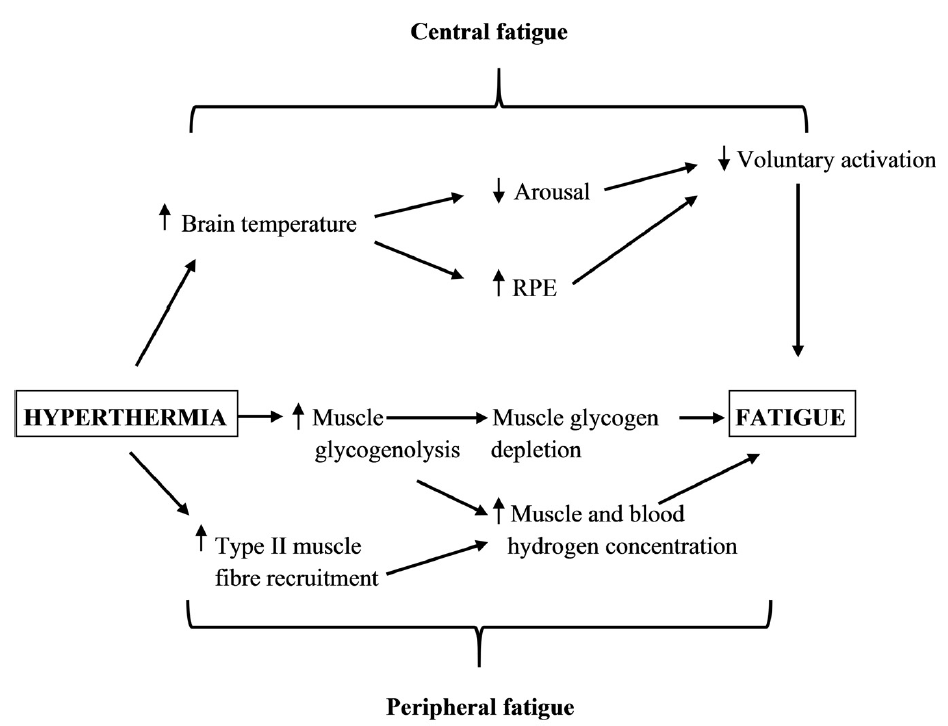 Central fatigue
↓ Voluntary activation
↓ Arousal
↑ Brain temperature
↑ RPE
HYPERTHERMIA
↑ Muscle
glycogenolysis
Muscle glycogen
depletion
FATIGUE
↑ Muscle and blood
hydrogen concentration
↑ Type II muscle
fibre recruitment
Peripheral fatigue